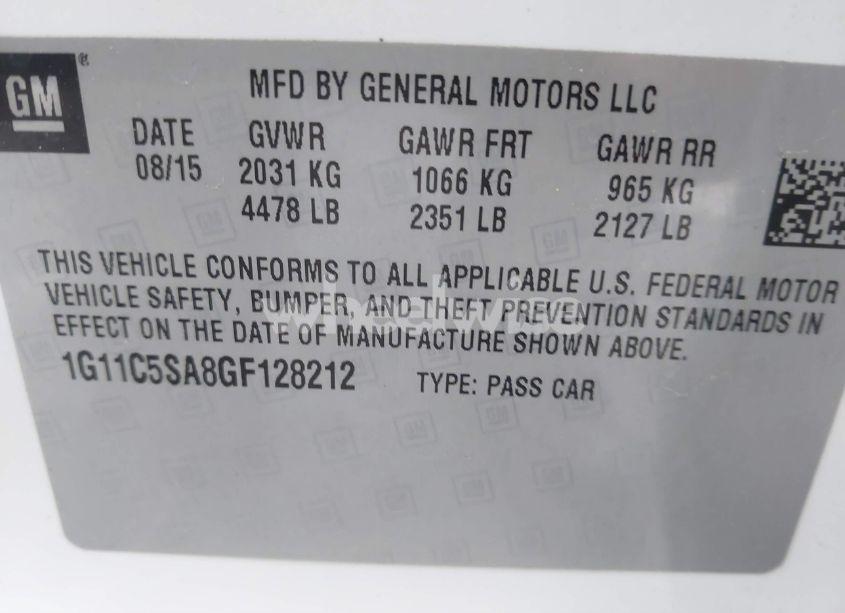 GM®
MFD BY GENERAL MOTORS LLC
DATE GVWR GAWR FRT GAWR RR
08/15 2031 KG 1066 KG 965 KG
4478 LB 2351 LB 2127 LB
THIS VEHICLE CONFORMS TO ALL APPLICABLE U.S. FEDERAL MOTOR
VEHICLE SAFETY, BUMPER, AND THEFT PREVENTION STANDARDS IN
EFFECT ON THE DATE OF MANUFACTURE SHOWN ABOVE.
1G11C5SA8GF128212 TYPE: PASS CAR